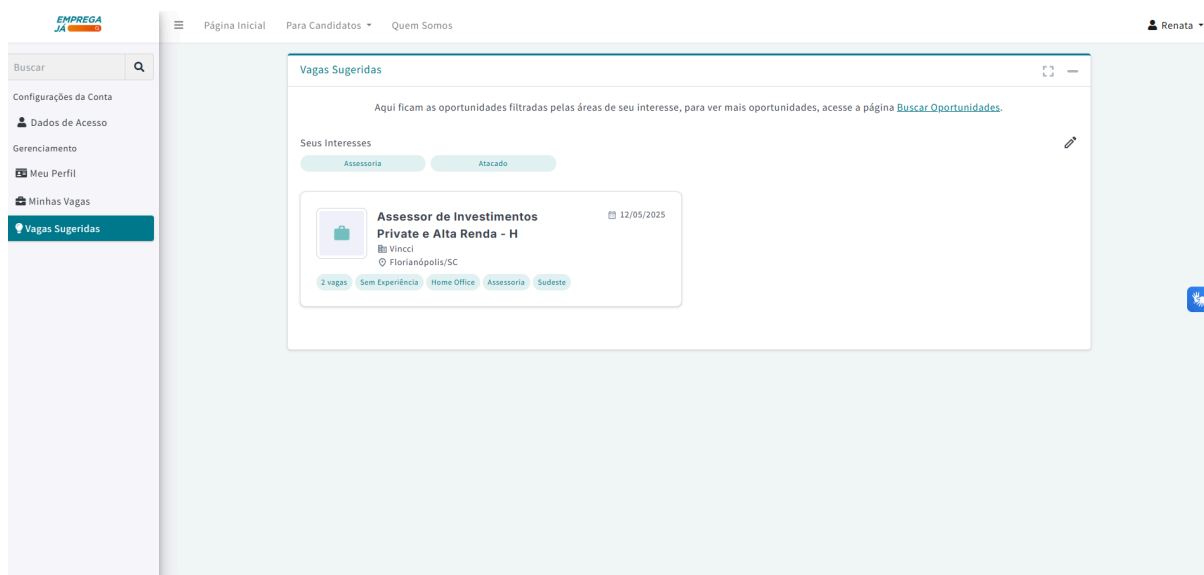 EMPREGA
JÁ
Página Inicial Para Candidatos Quem Somos
Renata
Buscar
Configurações da Conta
Dados de Acesso
Gerenciamento
Meu Perfil
Minhas Vagas
Vagas Sugeridas
Vagas Sugeridas
Aqui ficam as oportunidades filtradas pelas áreas de seu interesse, para ver mais oportunidades, acesse a página Buscar Oportunidades.
Seus Interesses
Assessoria Atacado
Assessor de Investimentos 12/05/2025
Private e Alta Renda - H
Vincci
Florianópolis/SC
2 vagas Sem Experiência Home Office Assessoria Sudeste